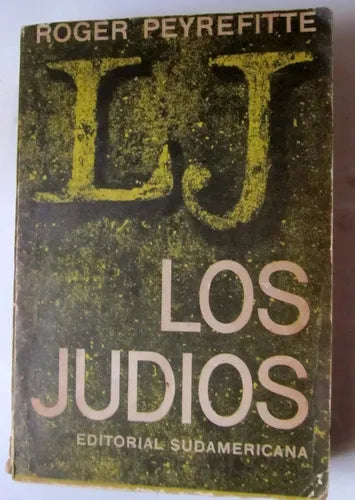 ROGER PEYREFITTE
LJ
LOS
JUDIOS
EDITORIAL SUDAMERICANA